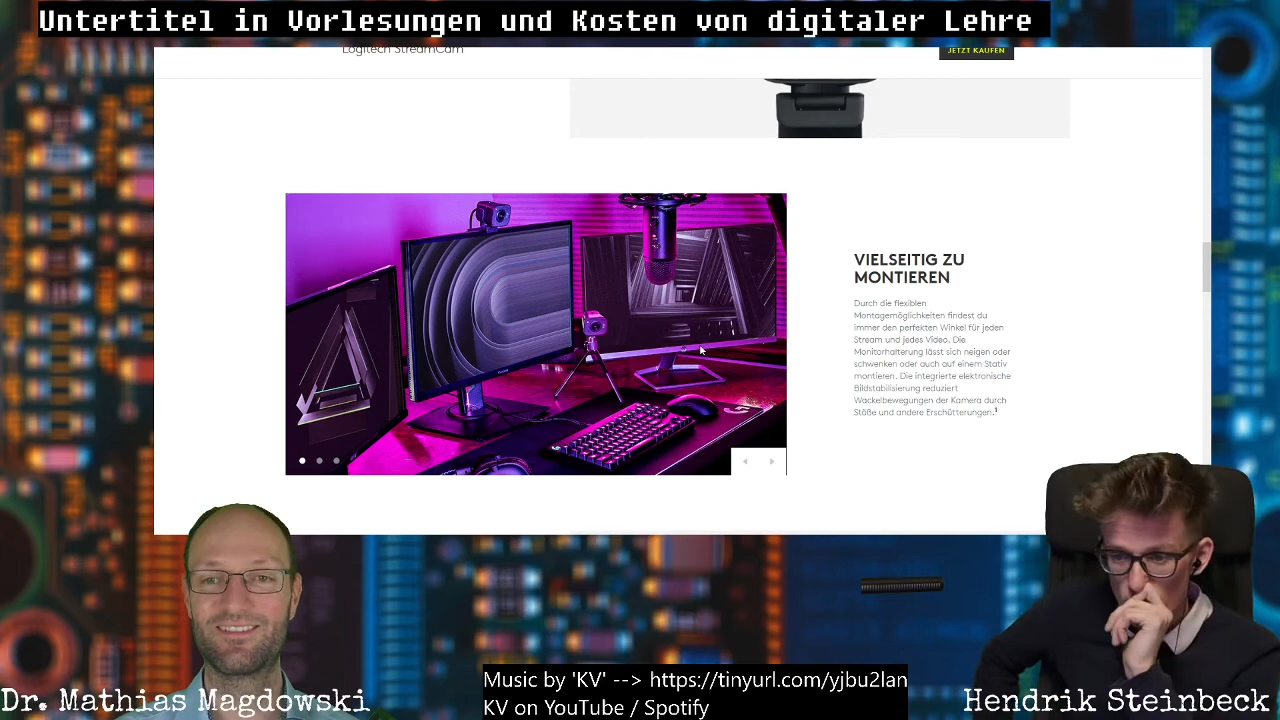 Untertitel in Vorlesungen und Kosten von digitaler Lehre
Logitech StreamCam
JETZT KAUFEN
VIELSEITIG ZU
MONTIEREN
Durch die flexiblen
Montagemöglichkeiten findest du
immer den perfekten Winkel für jeden
Stream und jedes Video. Die
Monitorhalterung lässt sich neigen oder
schwenken oder auch auf einem Stativ
montieren. Die integrierte elektronische
Bildstabilisierung reduziert
Wackelbewegungen der Kamera durch
Stöße und andere Erschütterungen.¹
Dr. Mathias Magdowski
Music by 'KV' --> https://tinyurl.com/yjbu2lan
KV on YouTube / Spotify
Hendrik Steinbeck